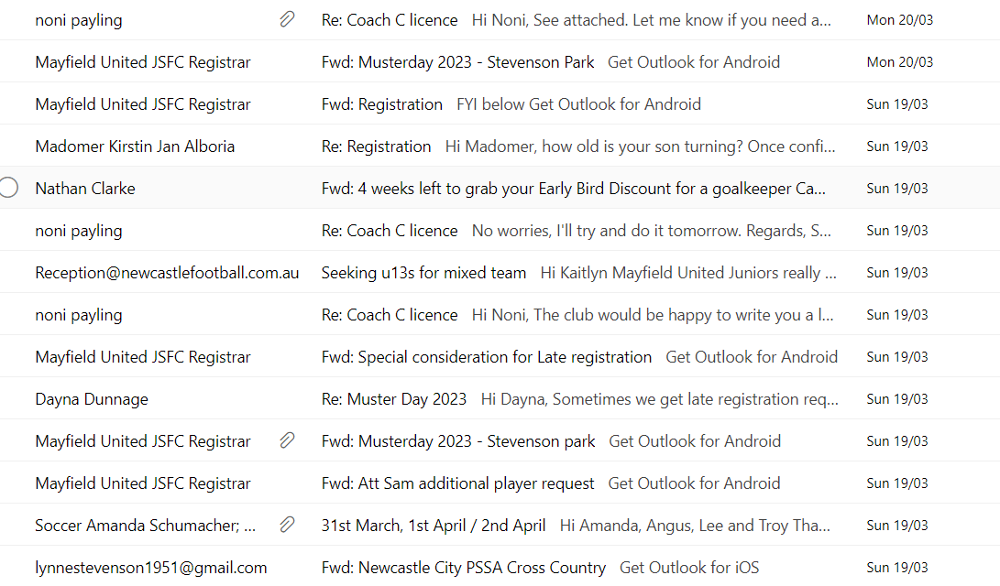 noni payling Re: Coach C licence Hi Noni, See attached. Let me know if you need a... Mon 20/03
Mayfield United JSFC Registrar Fwd: Musterday 2023 - Stevenson Park Get Outlook for Android Mon 20/03
Mayfield United JSFC Registrar Fwd: Registration FYI below Get Outlook for Android Sun 19/03
Madomer Kirstin Jan Alboria Re: Registration Hi Madomer, how old is your son turning? Once confi... Sun 19/03
Nathan Clarke Fwd: 4 weeks left to grab your Early Bird Discount for a goalkeeper Ca... Sun 19/03
noni payling Re: Coach C licence No worries, I'll try and do it tomorrow. Regards, S... Sun 19/03
Reception@newcastlefootball.com.au Seeking u13s for mixed team Hi Kaitlyn Mayfield United Juniors really ... Sun 19/03
noni payling Re: Coach C licence Hi Noni, The club would be happy to write you a l... Sun 19/03
Mayfield United JSFC Registrar Fwd: Special consideration for Late registration Get Outlook for Android Sun 19/03
Dayna Dunnage Re: Muster Day 2023 Hi Dayna, Sometimes we get late registration req... Sun 19/03
Mayfield United JSFC Registrar Fwd: Musterday 2023 - Stevenson park Get Outlook for Android Sun 19/03
Mayfield United JSFC Registrar Fwd: Att Sam additional player request Get Outlook for Android Sun 19/03
Soccer Amanda Schumacher; ... 31st March, 1st April / 2nd April Hi Amanda, Angus, Lee and Troy Tha... Sun 19/03
lynnestevenson1951@gmail.com Fwd: Newcastle City PSSA Cross Country Get Outlook for iOS Sun 19/03